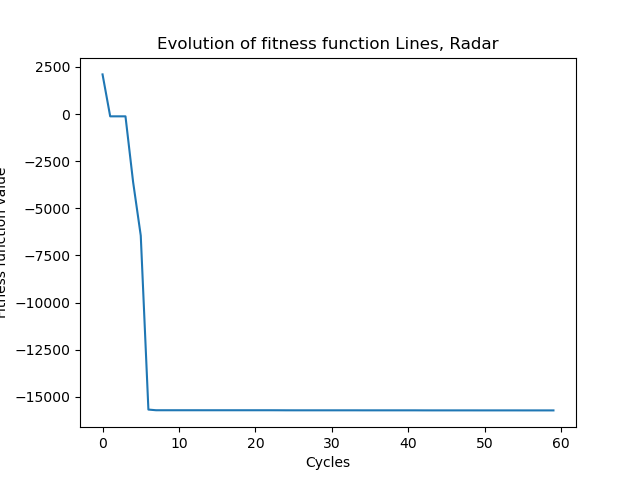 Evolution of fitness function Lines, Radar
2500
0
−2500
−5000
−7500
−10000
−12500
−15000
Fitness function value
0 10 20 30 40 50 60
Cycles